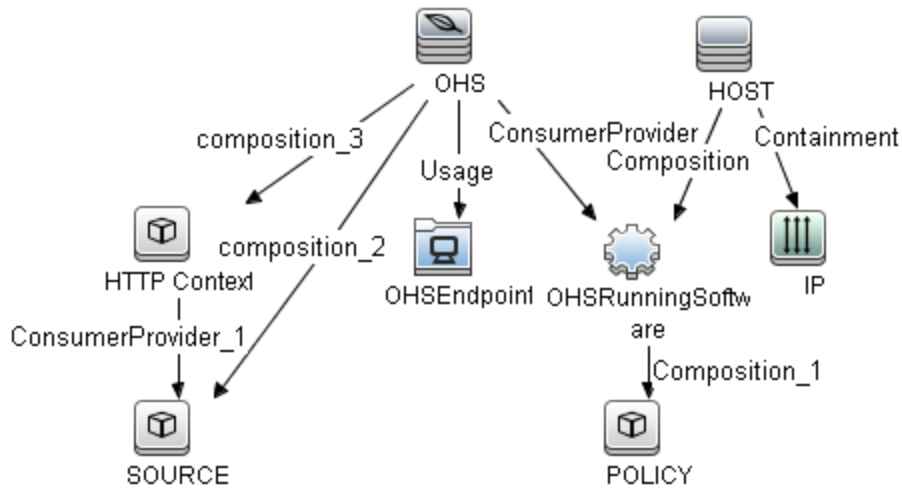 OHS
HOST
composition_3
ConsumerProvider
Containment
Composition
Usage
composition_2
HTTP Context
OHSEndpoint
OHSRunningSoftw
are
IP
ConsumerProvider_1
Composition_1
SOURCE
POLICY